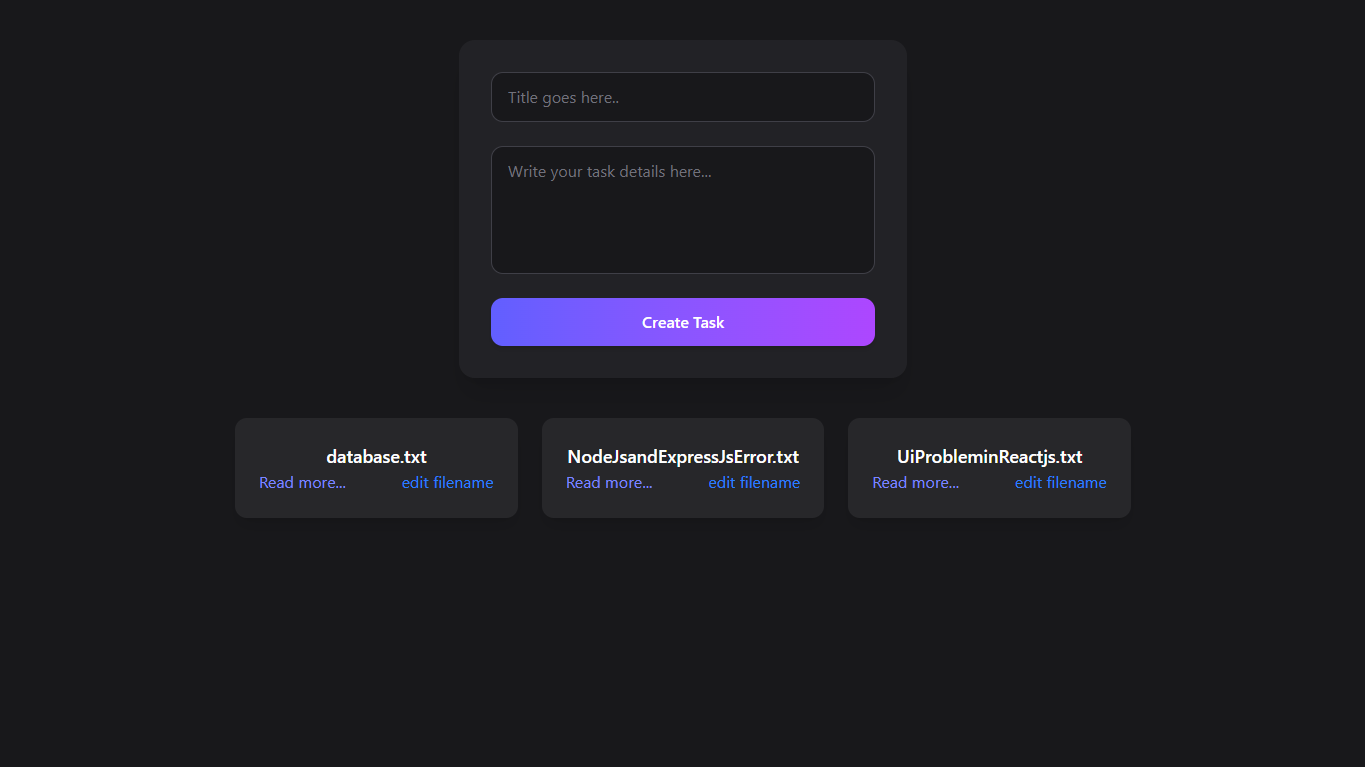 Title goes here..
Write your task details here...
Create Task
database.txt
Read more... edit filename
NodeJsandExpressJsError.txt
Read more... edit filename
UiProbleminReactjs.txt
Read more... edit filename